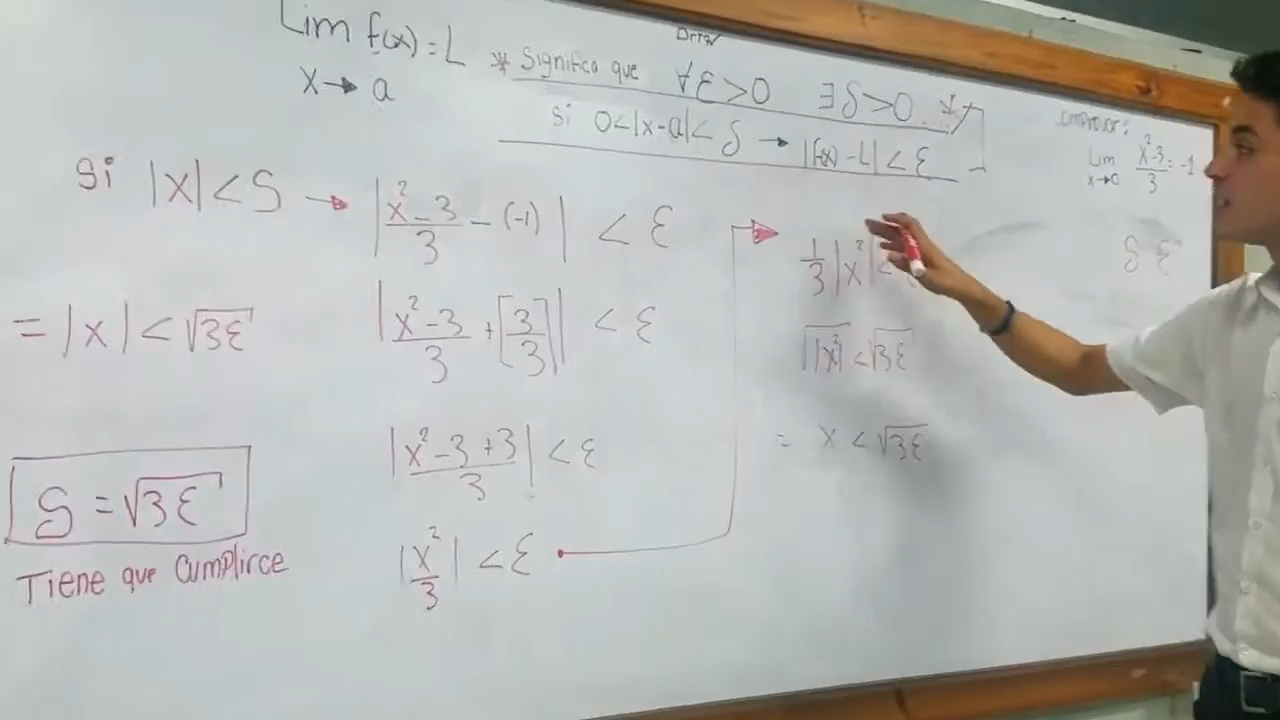 Lim f(x) = L * Significa que ∀ε>0 ∃δ>0 ....*
x→a
si 0<|x-a|<δ → |f(x)-L|<ε
Comprobar:
Lim x²-3/3 = -1
x→0
δ ε
Si |x|<δ → |x²-3/3 - (-1)| < ε
|x²-3/3 + [3/3]| < ε
|x²-3+3/3| < ε
|x²/3| < ε
1/3 |x²| <
√|x²| < √3ε
= x < √3ε
= |x| < √3ε
δ = √3ε
Tiene que cumplirce